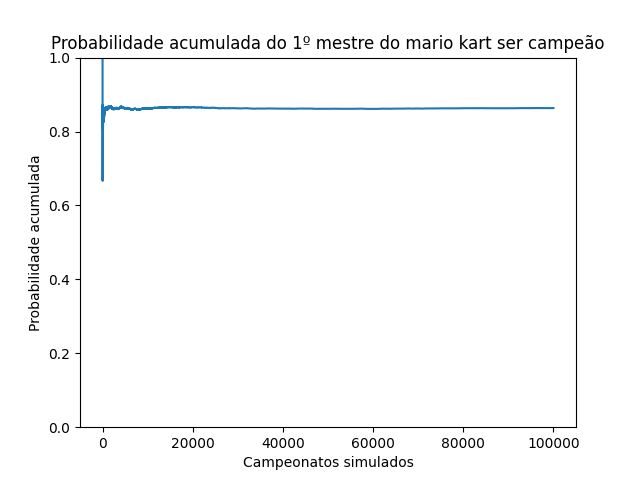 Probabilidade acumulada do 1º mestre do mario kart ser campeão
Probabilidade acumulada
1.0
0.8
0.6
0.4
0.2
0.0
0 20000 40000 60000 80000 100000
Campeonatos simulados